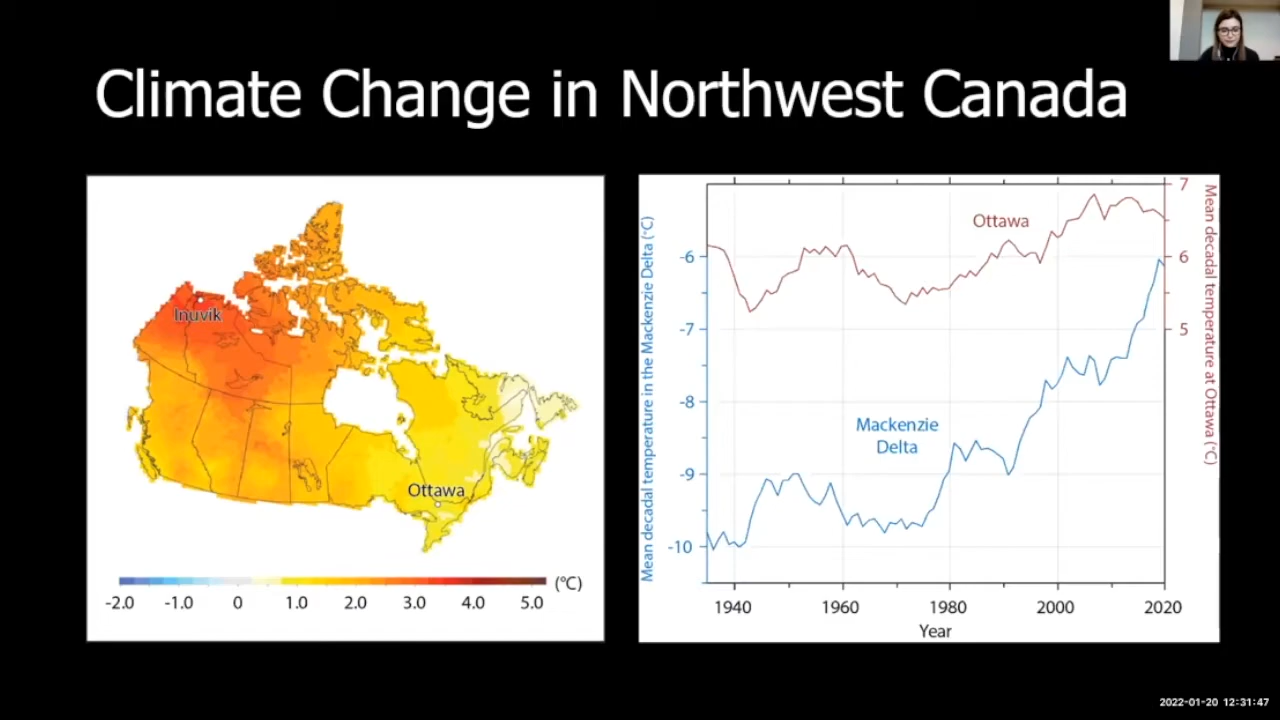 Climate Change in Northwest Canada
Inuvik
Ottawa
(°C)
-2.0 -1.0 0 1.0 2.0 3.0 4.0 5.0
Mean decadal temperature in the Mackenzie Delta (°C)
-6
-7
-8
-9
-10
Ottawa
Mackenzie
Delta
7
6
5
Mean decadal temperature at Ottawa (°C)
1940 1960 1980 2000 2020
Year
2022-01-20 12:31:47